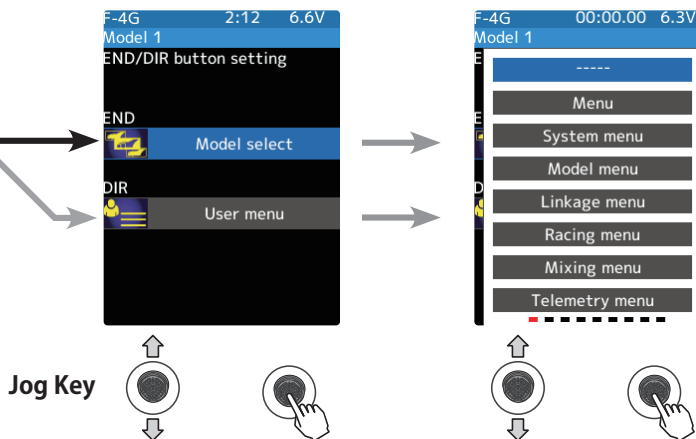 F-4G 2:12 6.6V
Model 1
END/DIR button setting
END
Model select
DIR
User menu
F-4G 00:00.00 6.3V
Model 1
E
-----
Menu
E
System menu
Model menu
D
Linkage menu
Racing menu
Mixing menu
Telemetry menu
Jog Key